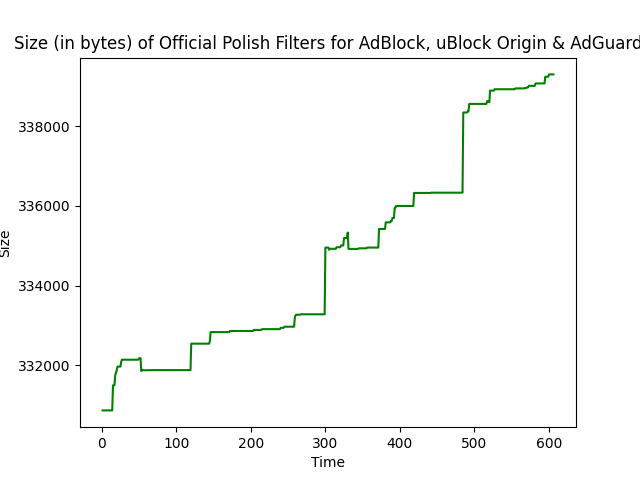 Size (in bytes) of Official Polish Filters for AdBlock, uBlock Origin & AdGuard
338000
336000
334000
332000
Size
0 100 200 300 400 500 600
Time